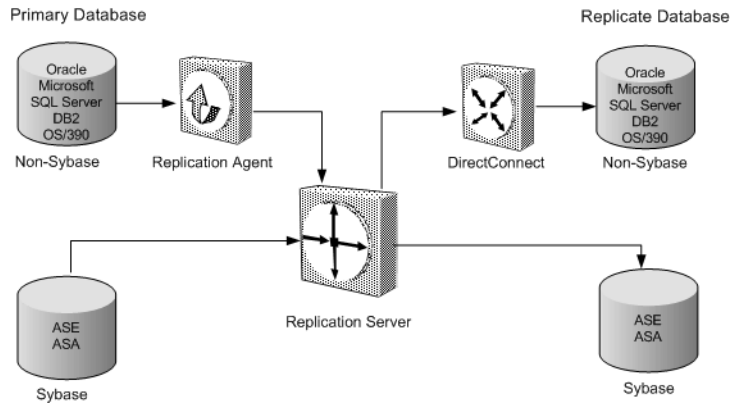 Primary Database
Replicate Database
Oracle
Microsoft
SQL Server
DB2
OS/390
Non-Sybase
Replication Agent
DirectConnect
Oracle
Microsoft
SQL Server
DB2
OS/390
Non-Sybase
Replication Server
ASE
ASA
Sybase
ASE
ASA
Sybase